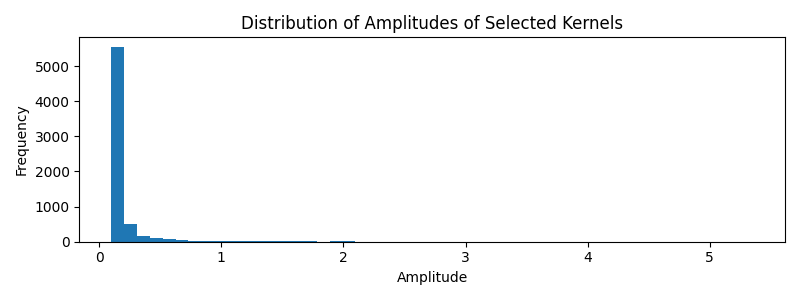 Distribution of Amplitudes of Selected Kernels
Frequency
5000
4000
3000
2000
1000
0
0 1 2 3 4 5
Amplitude